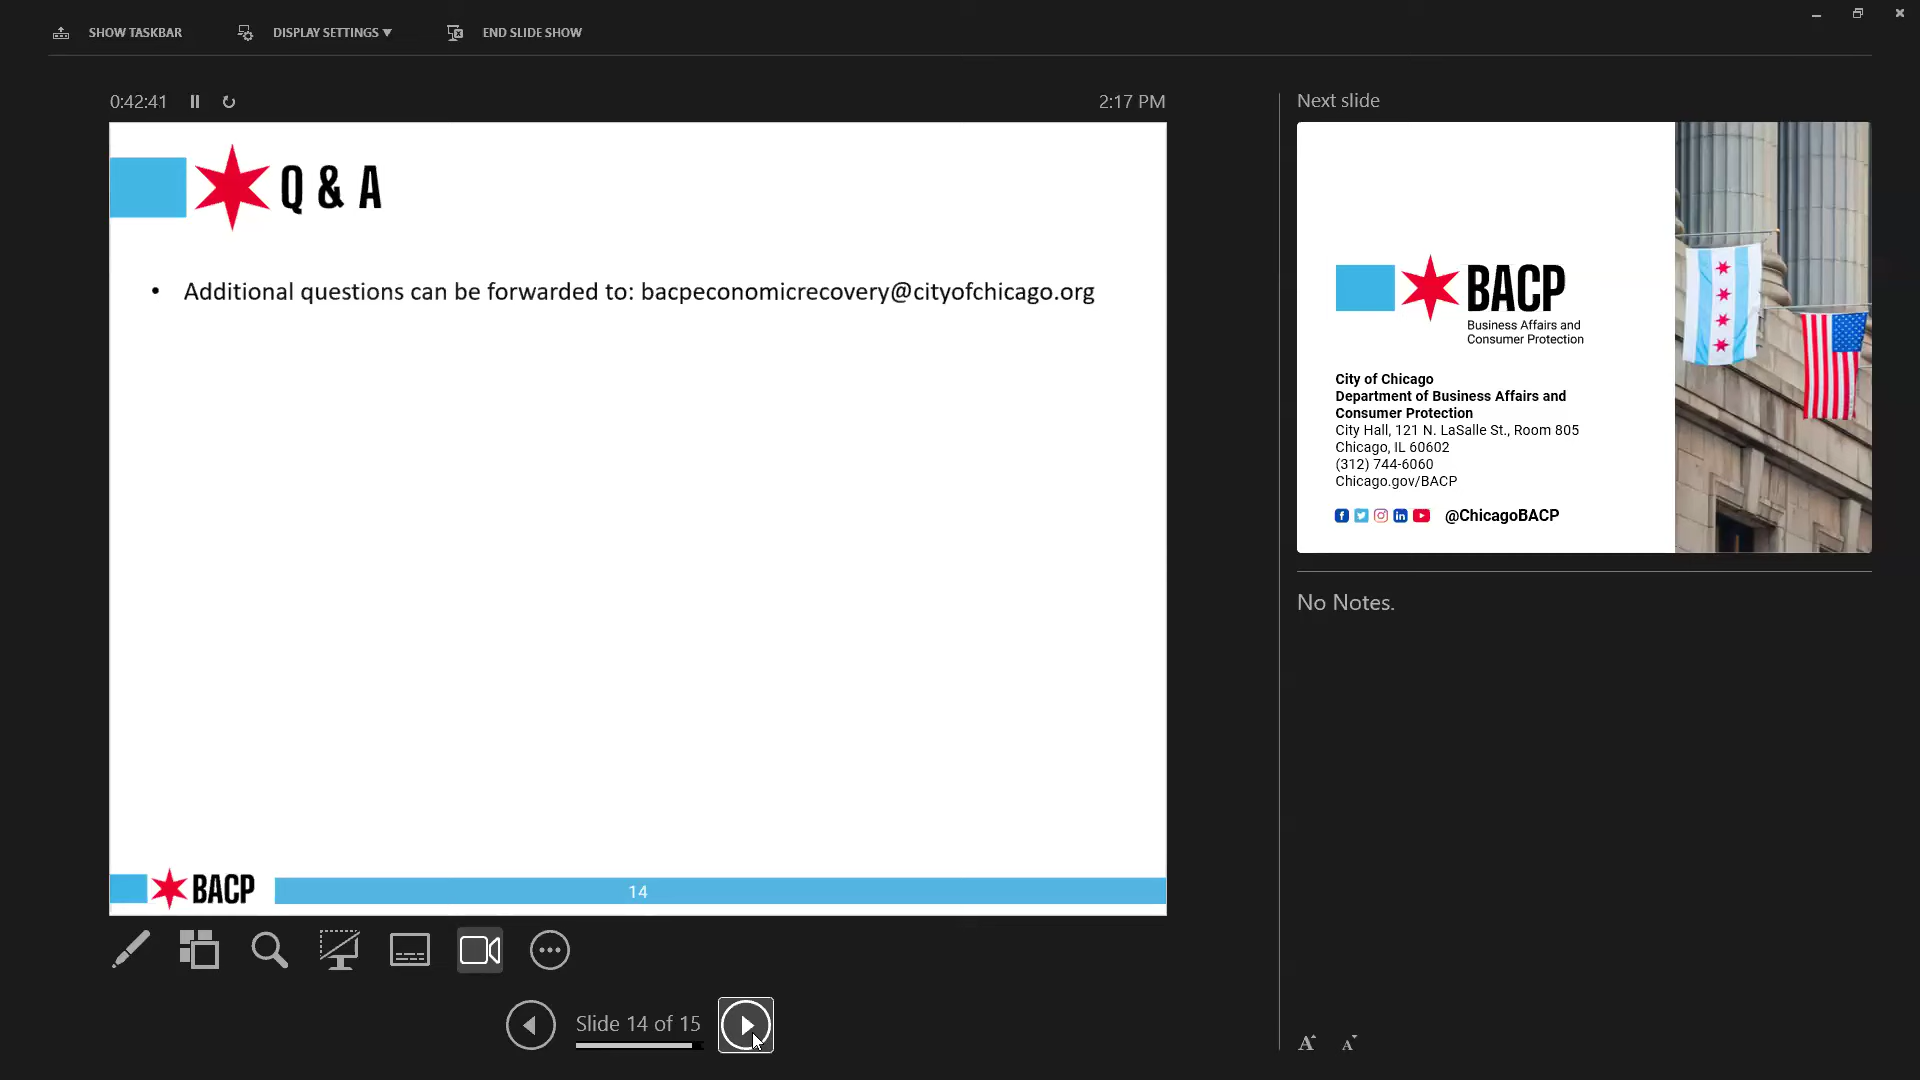 SHOW TASKBAR
DISPLAY SETTINGS ▼
END SLIDE SHOW
0:42:41
2:17 PM
Q & A
• Additional questions can be forwarded to: bacpeconomicrecovery@cityofchicago.org
BACP
14
Slide 14 of 15
Next slide
BACP
Business Affairs and
Consumer Protection
City of Chicago
Department of Business Affairs and
Consumer Protection
City Hall, 121 N. LaSalle St., Room 805
Chicago, IL 60602
(312) 744-6060
Chicago.gov/BACP
@ChicagoBACP
No Notes.
A A